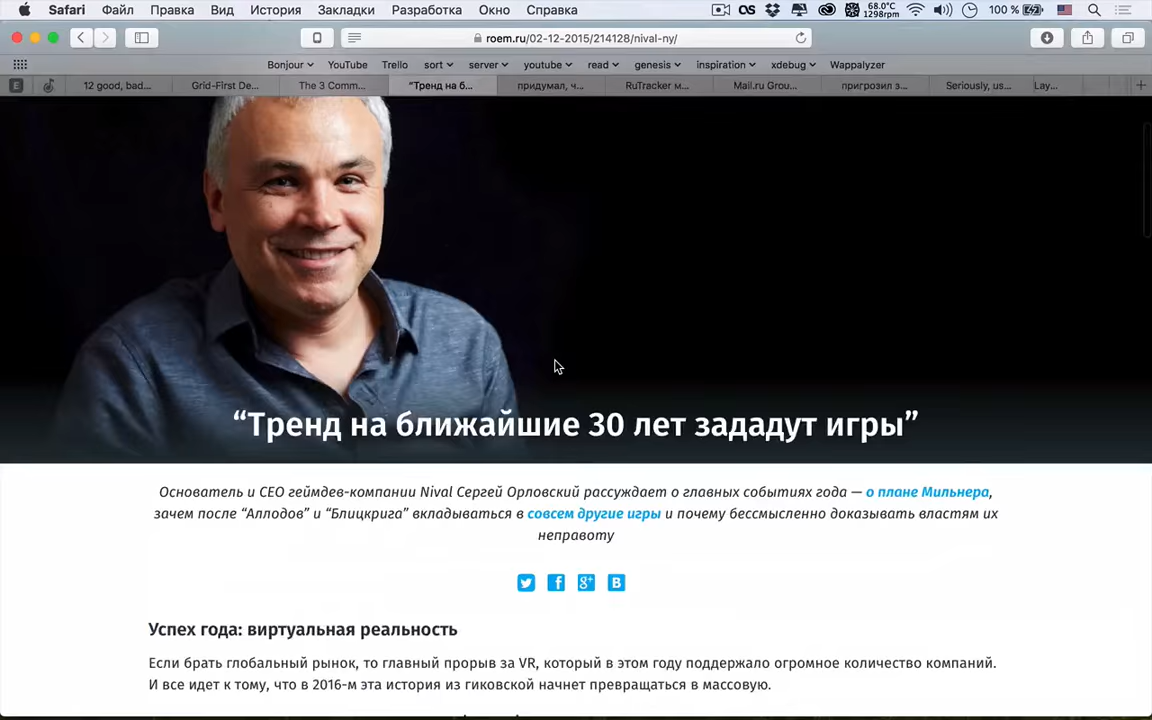 Safari Файл Правка Вид История Закладки Разработка Окно Справка 68.0°C 1298rpm 100 %
roem.ru/02-12-2015/214128/nival-ny/
Bonjour YouTube Trello sort server youtube read genesis inspiration xdebug Wappalyzer
E 12 good, bad... Grid-First De... The 3 Comm... “Тренд на б... придумал, ч... RuTracker м... Mail.ru Grou... пригрозил з... Seriously, us... Lay...
“Тренд на ближайшие 30 лет зададут игры”
Основатель и CEO геймдев-компании Nival Сергей Орловский рассуждает о главных событиях года — о плане Мильнера,
зачем после “Аллодов” и “Блицкрига” вкладываться в совсем другие игры и почему бессмысленно доказывать властям их
неправоту
Успех года: виртуальная реальность
Если брать глобальный рынок, то главный прорыв за VR, который в этом году поддержало огромное количество компаний.
И все идет к тому, что в 2016-м эта история из гиковской начнет превращаться в массовую.